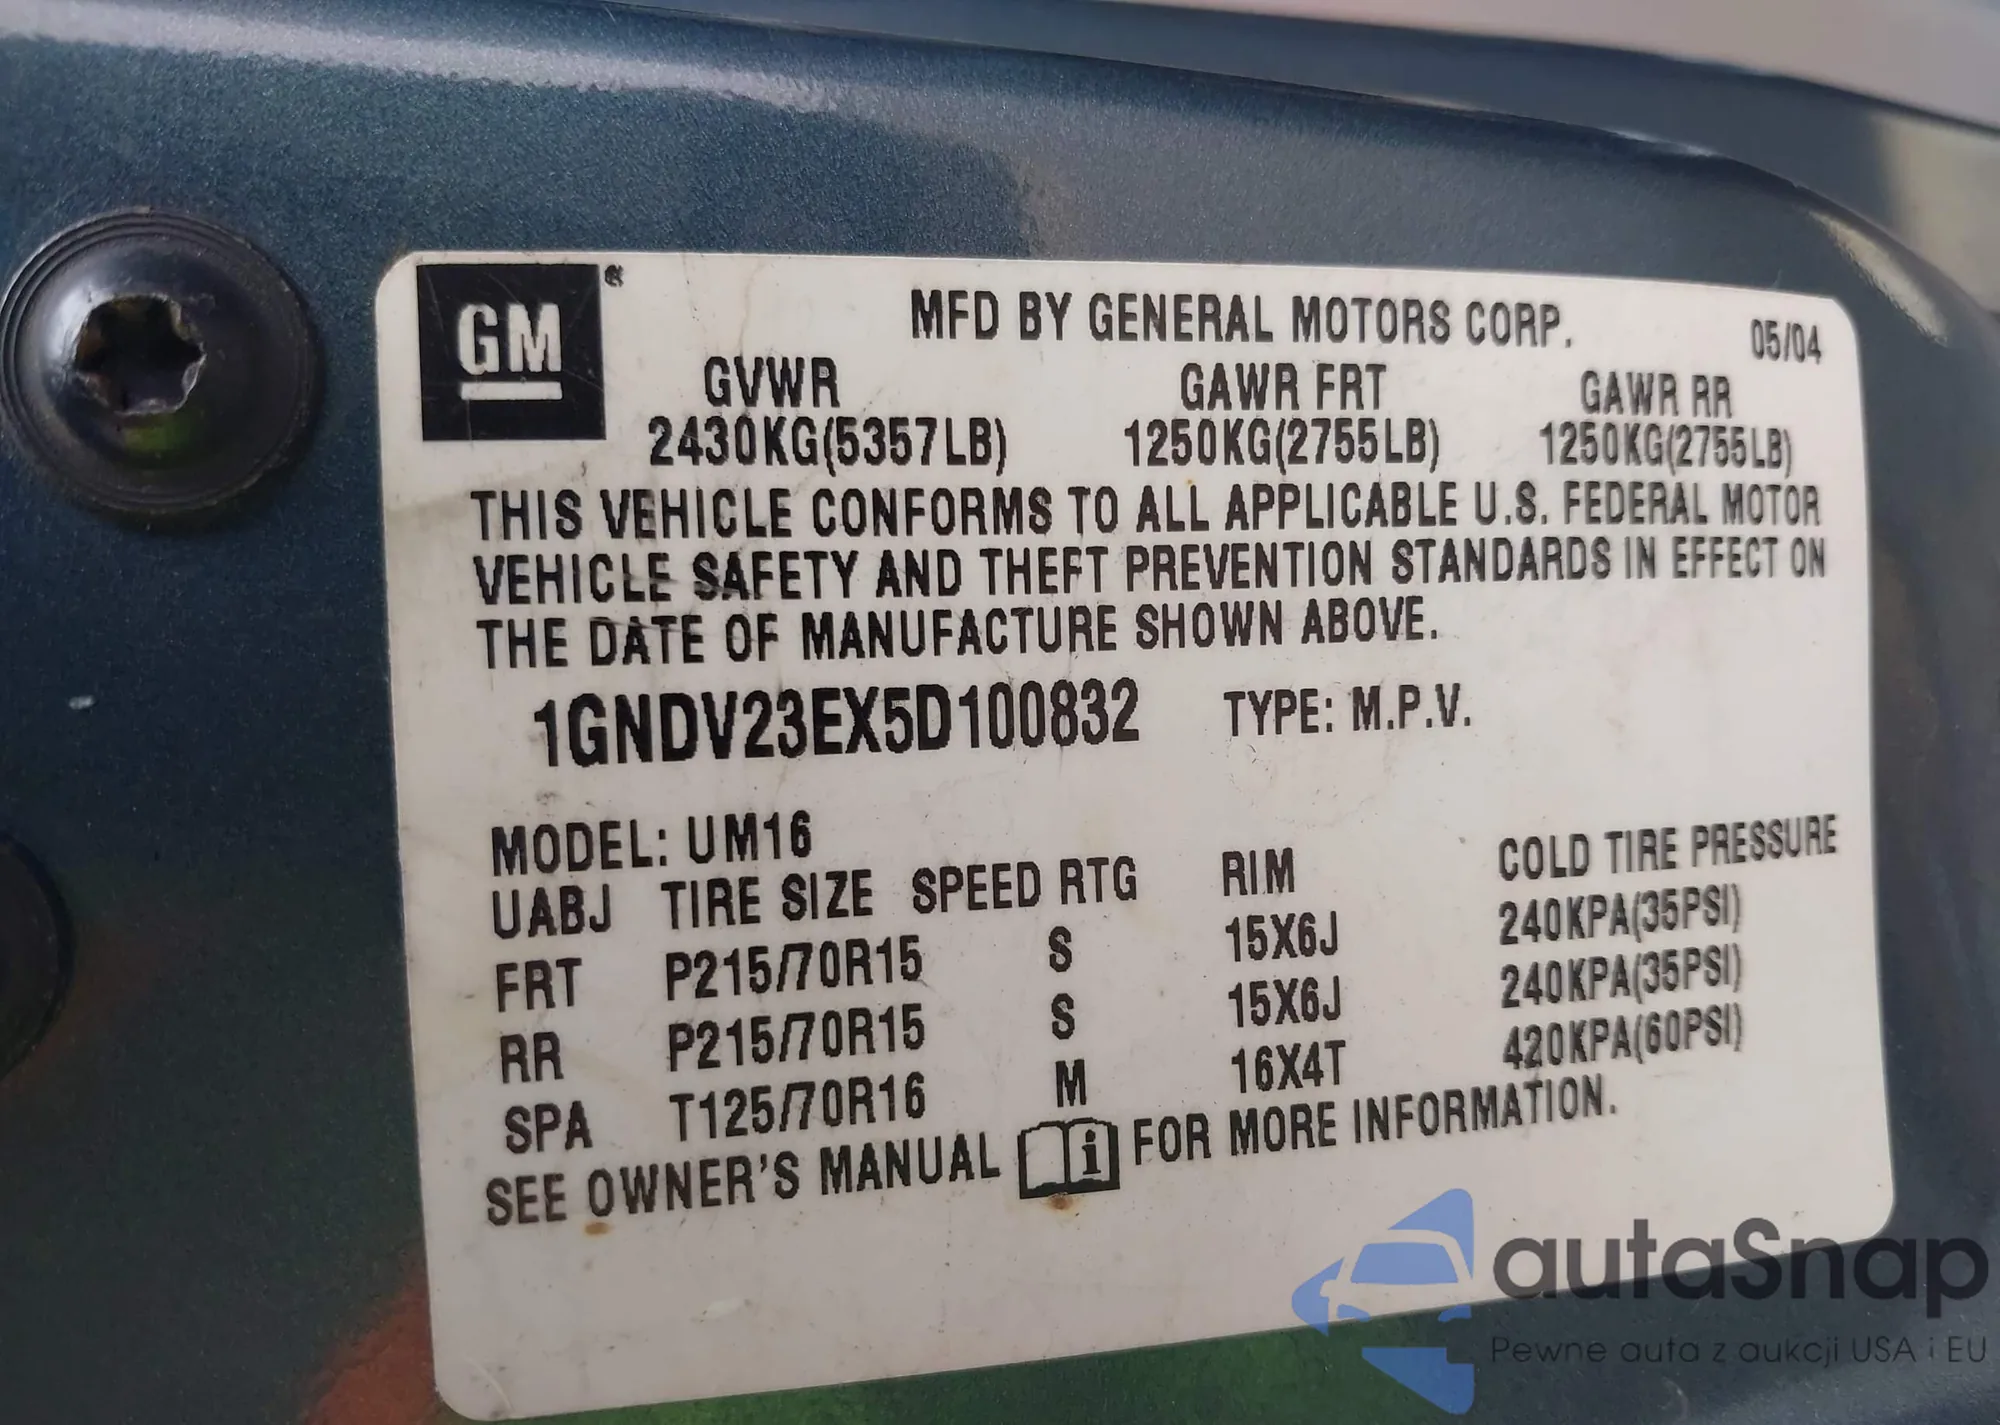 GM®
MFD BY GENERAL MOTORS CORP. 05/04
GVWR GAWR FRT GAWR RR
2430KG(5357LB) 1250KG(2755LB) 1250KG(2755LB)
THIS VEHICLE CONFORMS TO ALL APPLICABLE U.S. FEDERAL MOTOR
VEHICLE SAFETY AND THEFT PREVENTION STANDARDS IN EFFECT ON
THE DATE OF MANUFACTURE SHOWN ABOVE.
1GNDV23EX5D100832 TYPE: M.P.V.
MODEL: UM16
UABJ TIRE SIZE SPEED RTG RIM COLD TIRE PRESSURE
FRT P215/70R15 S 15X6J 240KPA(35PSI)
RR P215/70R15 S 15X6J 240KPA(35PSI)
SPA T125/70R16 M 16X4T 420KPA(60PSI)
SEE OWNER'S MANUAL i FOR MORE INFORMATION.
autaSnap
Pewne auta z aukcji USA i EU